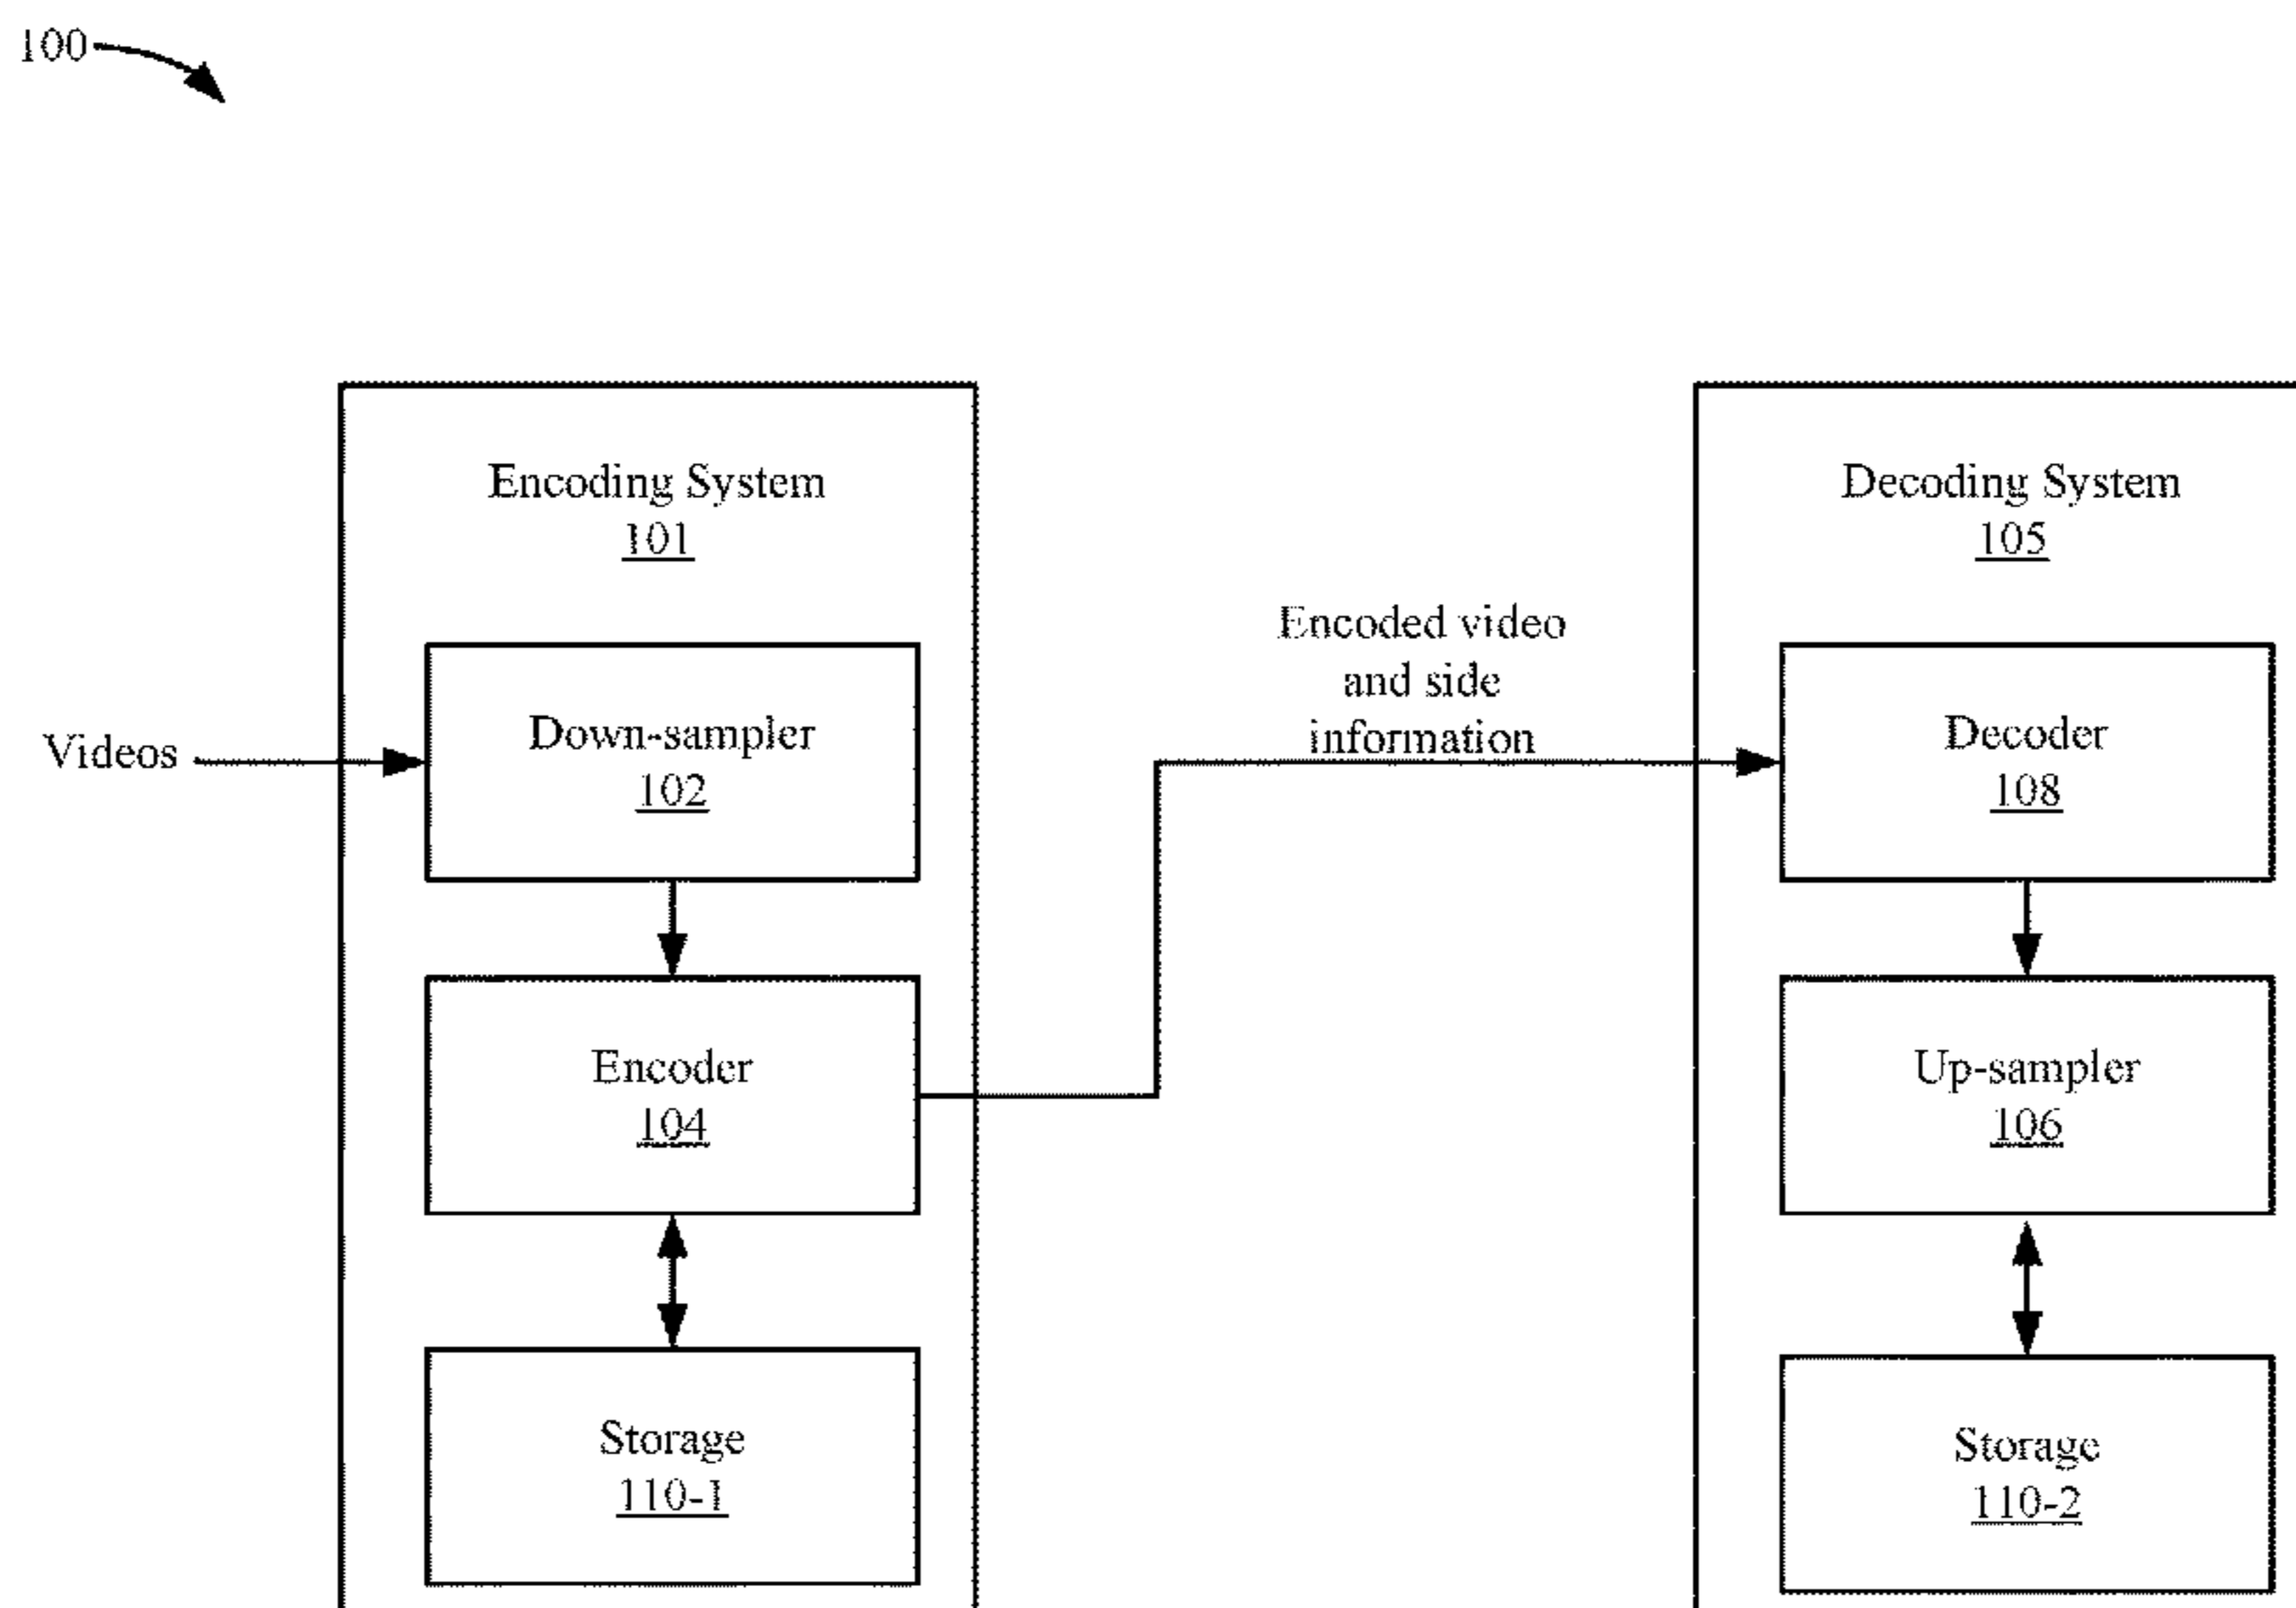 100
Encoding System
101
Videos
Down-sampler
102
Encoder
104
Storage
110-1
Encoded video
and side
information
Decoding System
105
Decoder
108
Up-sampler
106
Storage
110-2